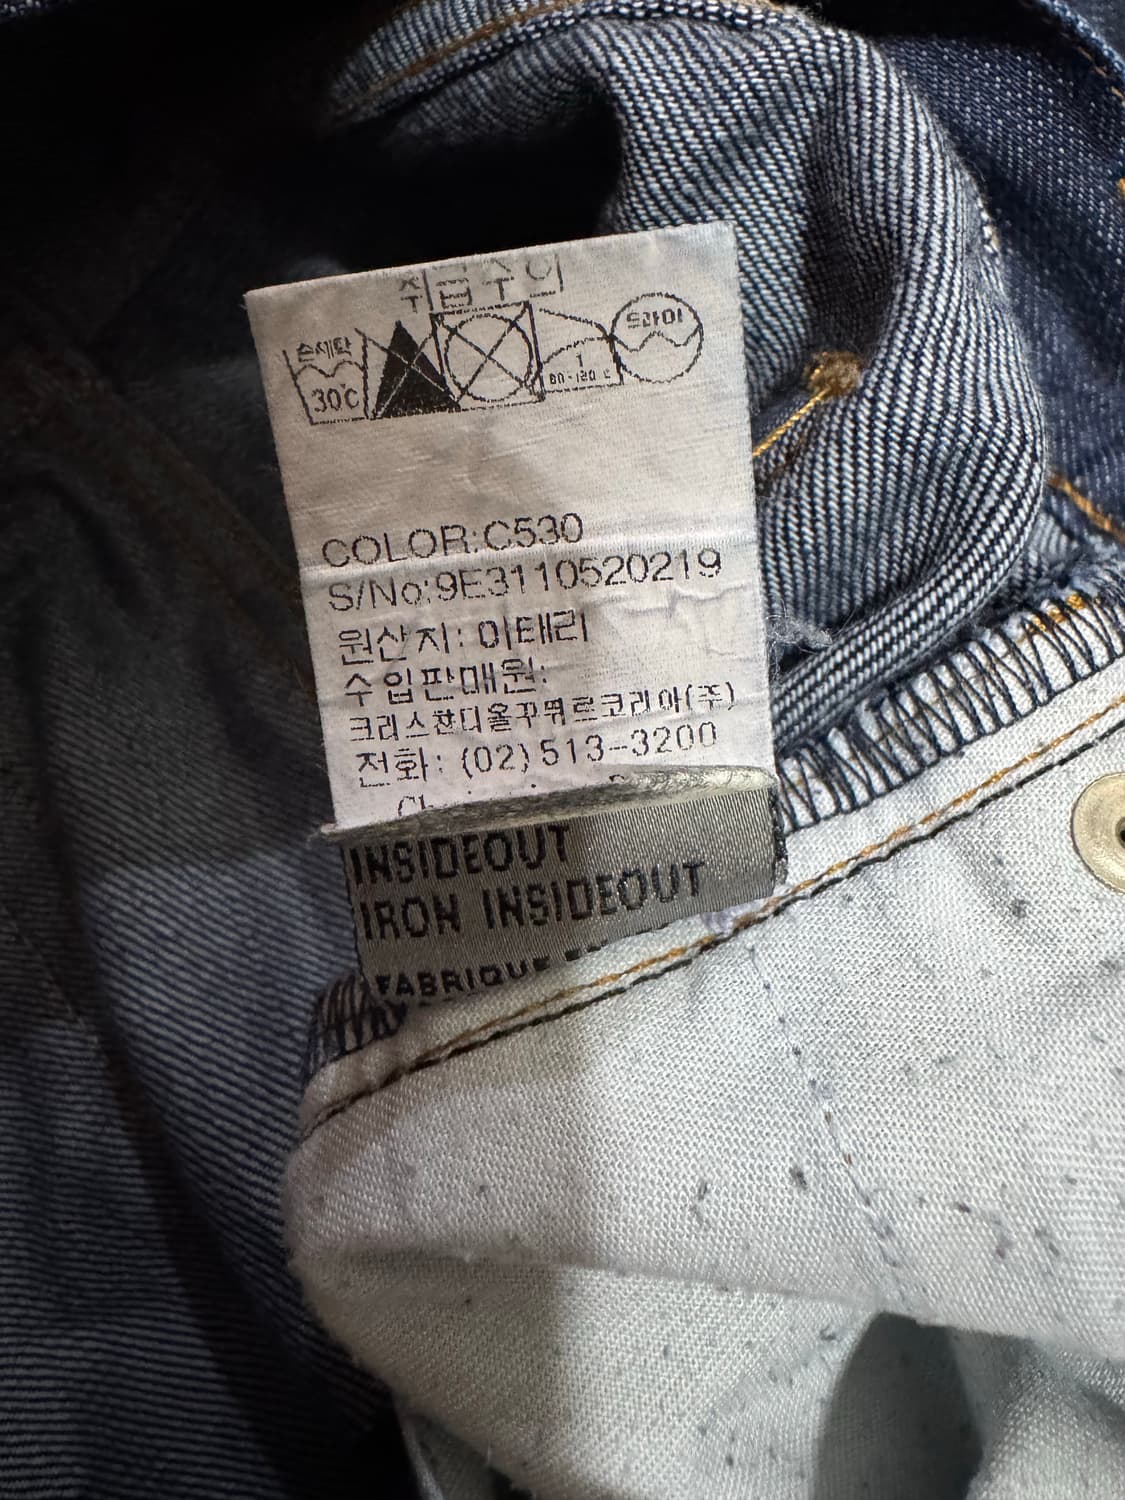 손세탁
30℃
드라이
80-120℃
COLOR:C530
S/No:9E3110520219
원산지: 이태리
수입판매원:
크리스챤디올꾸뛰르코리아(주)
전화: (02)513-3200
INSIDEOUT
IRON INSIDEOUT
FABRIQUE